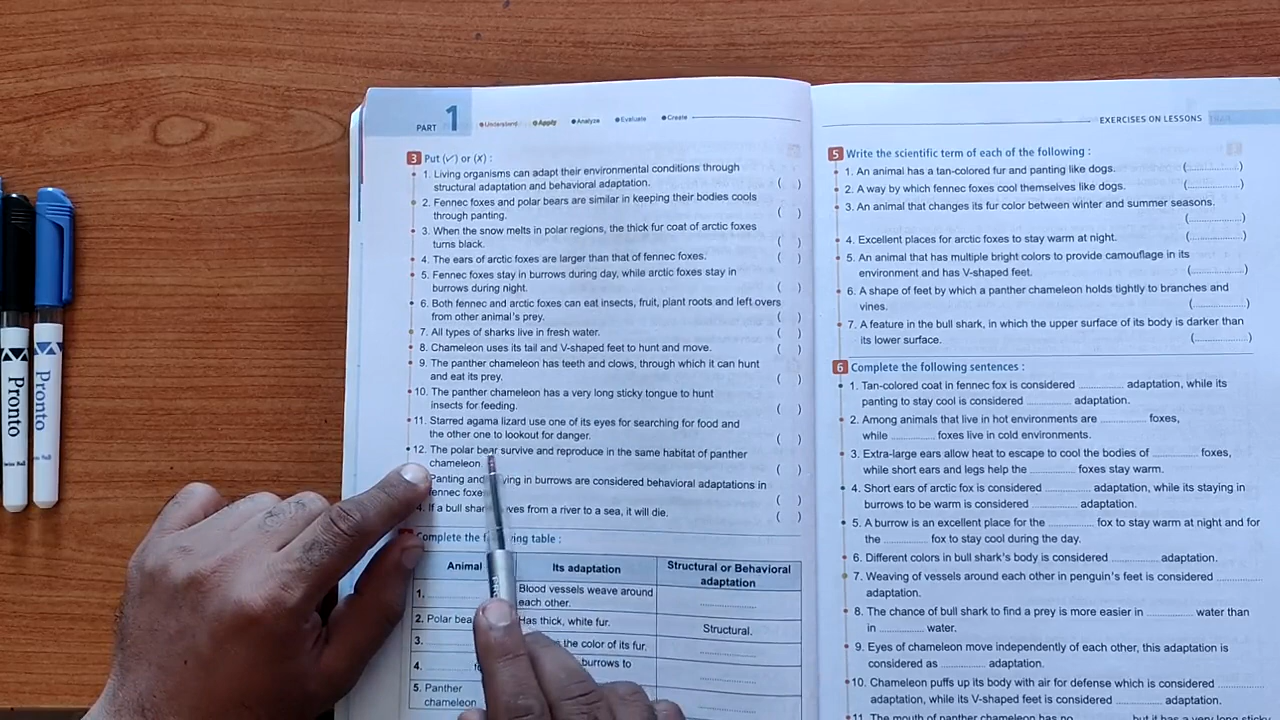 PART 1
Understand Apply Analyze Evaluate Create
3 Put (✓) or (✗) :
1. Living organisms can adapt their environmental conditions through
structural adaptation and behavioral adaptation. ( )
2. Fennec foxes and polar bears are similar in keeping their bodies cools
through panting. (
3. When the snow melts in polar regions, the thick fur coat of arctic foxes
turns black. ( )
4. The ears of arctic foxes are larger than that of fennec foxes. ( )
5. Fennec foxes stay in burrows during day, while arctic foxes stay in
burrows during night. ( )
6. Both fennec and arctic foxes can eat insects, fruit, plant roots and left overs
from other animal's prey. ( )
7. All types of sharks live in fresh water. ( )
8. Chameleon uses its tail and V-shaped feet to hunt and move. ( )
9. The panther chameleon has teeth and clows, through which it can hunt
and eat its prey. ( )
10. The panther chameleon has a very long sticky tongue to hunt
insects for feeding. ( )
11. Starred agama lizard use one of its eyes for searching for food and
the other one to lookout for danger. ( )
12. The polar bear survive and reproduce in the same habitat of panther
chameleon ( )
Panting and in burrows are considered behavioral adaptations in
fennec ( )
4. If a bull from a river to a sea, it will die. ( )
Complete the table :
Animal Its adaptation Structural or Behavioral
adaptation
1. ............ Blood vessels weave around
each other. ............
2. Polar Has thick, white fur. Structural.
3. the color of its fur. ............
4. ............ burrows to ............
5. Panther
chameleon
EXERCISES ON LESSONS
5 Write the scientific term of each of the following :
1. An animal has a tan-colored fur and panting like dogs. (............)
2. A way by which fennec foxes cool themselves like dogs. (............)
3. An animal that changes its fur color between winter and summer seasons.
(............)
4. Excellent places for arctic foxes to stay warm at night. (............)
5. An animal that has multiple bright colors to provide camouflage in its
environment and has V-shaped feet. (............)
6. A shape of feet by which a panther chameleon holds tightly to branches and
vines. (............)
7. A feature in the bull shark, in which the upper surface of its body is darker than
its lower surface. (............)
6 Complete the following sentences :
1. Tan-colored coat in fennec fox is considered ............ adaptation, while its
panting to stay cool is considered ............ adaptation.
2. Among animals that live in hot environments are ............ foxes,
while ............ foxes live in cold environments.
3. Extra-large ears allow heat to escape to cool the bodies of ............ foxes,
while short ears and legs help the ............ foxes stay warm.
4. Short ears of arctic fox is considered ............ adaptation, while its staying in
burrows to be warm is considered ............ adaptation.
5. A burrow is an excellent place for the ............ fox to stay warm at night and for
the ............ fox to stay cool during the day.
6. Different colors in bull shark's body is considered ............ adaptation.
7. Weaving of vessels around each other in penguin's feet is considered ............
adaptation.
8. The chance of bull shark to find a prey is more easier in ............ water than
in ............ water.
9. Eyes of chameleon move independently of each other, this adaptation is
considered as ............ adaptation.
10. Chameleon puffs up its body with air for defense which is considered ............
adaptation, while its V-shaped feet is considered ............ adaptation.
11. The mouth of panther chameleon has no ............ but it has a very long
Pronto
Pronto